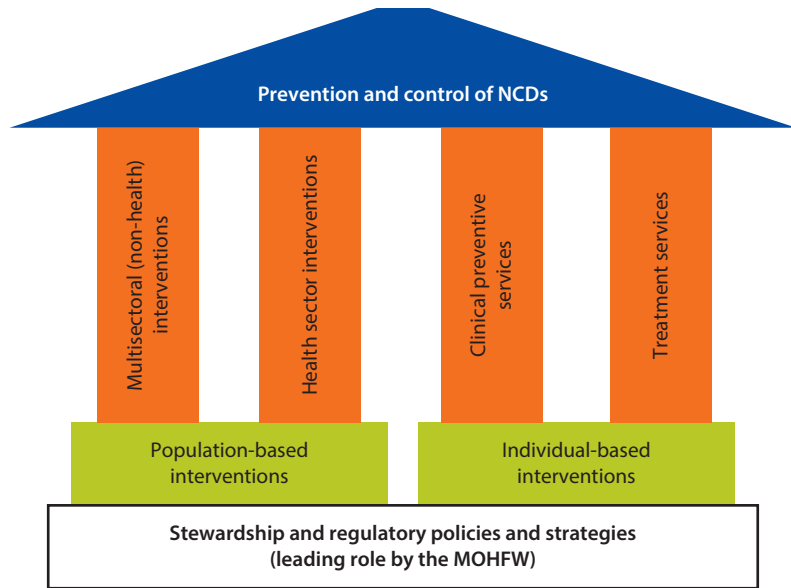 Prevention and control of NCDs
Multisectoral (non-health)
interventions
Health sector interventions
Clinical preventive
services
Treatment services
Population-based
interventions
Individual-based
interventions
Stewardship and regulatory policies and strategies
(leading role by the MOHFW)